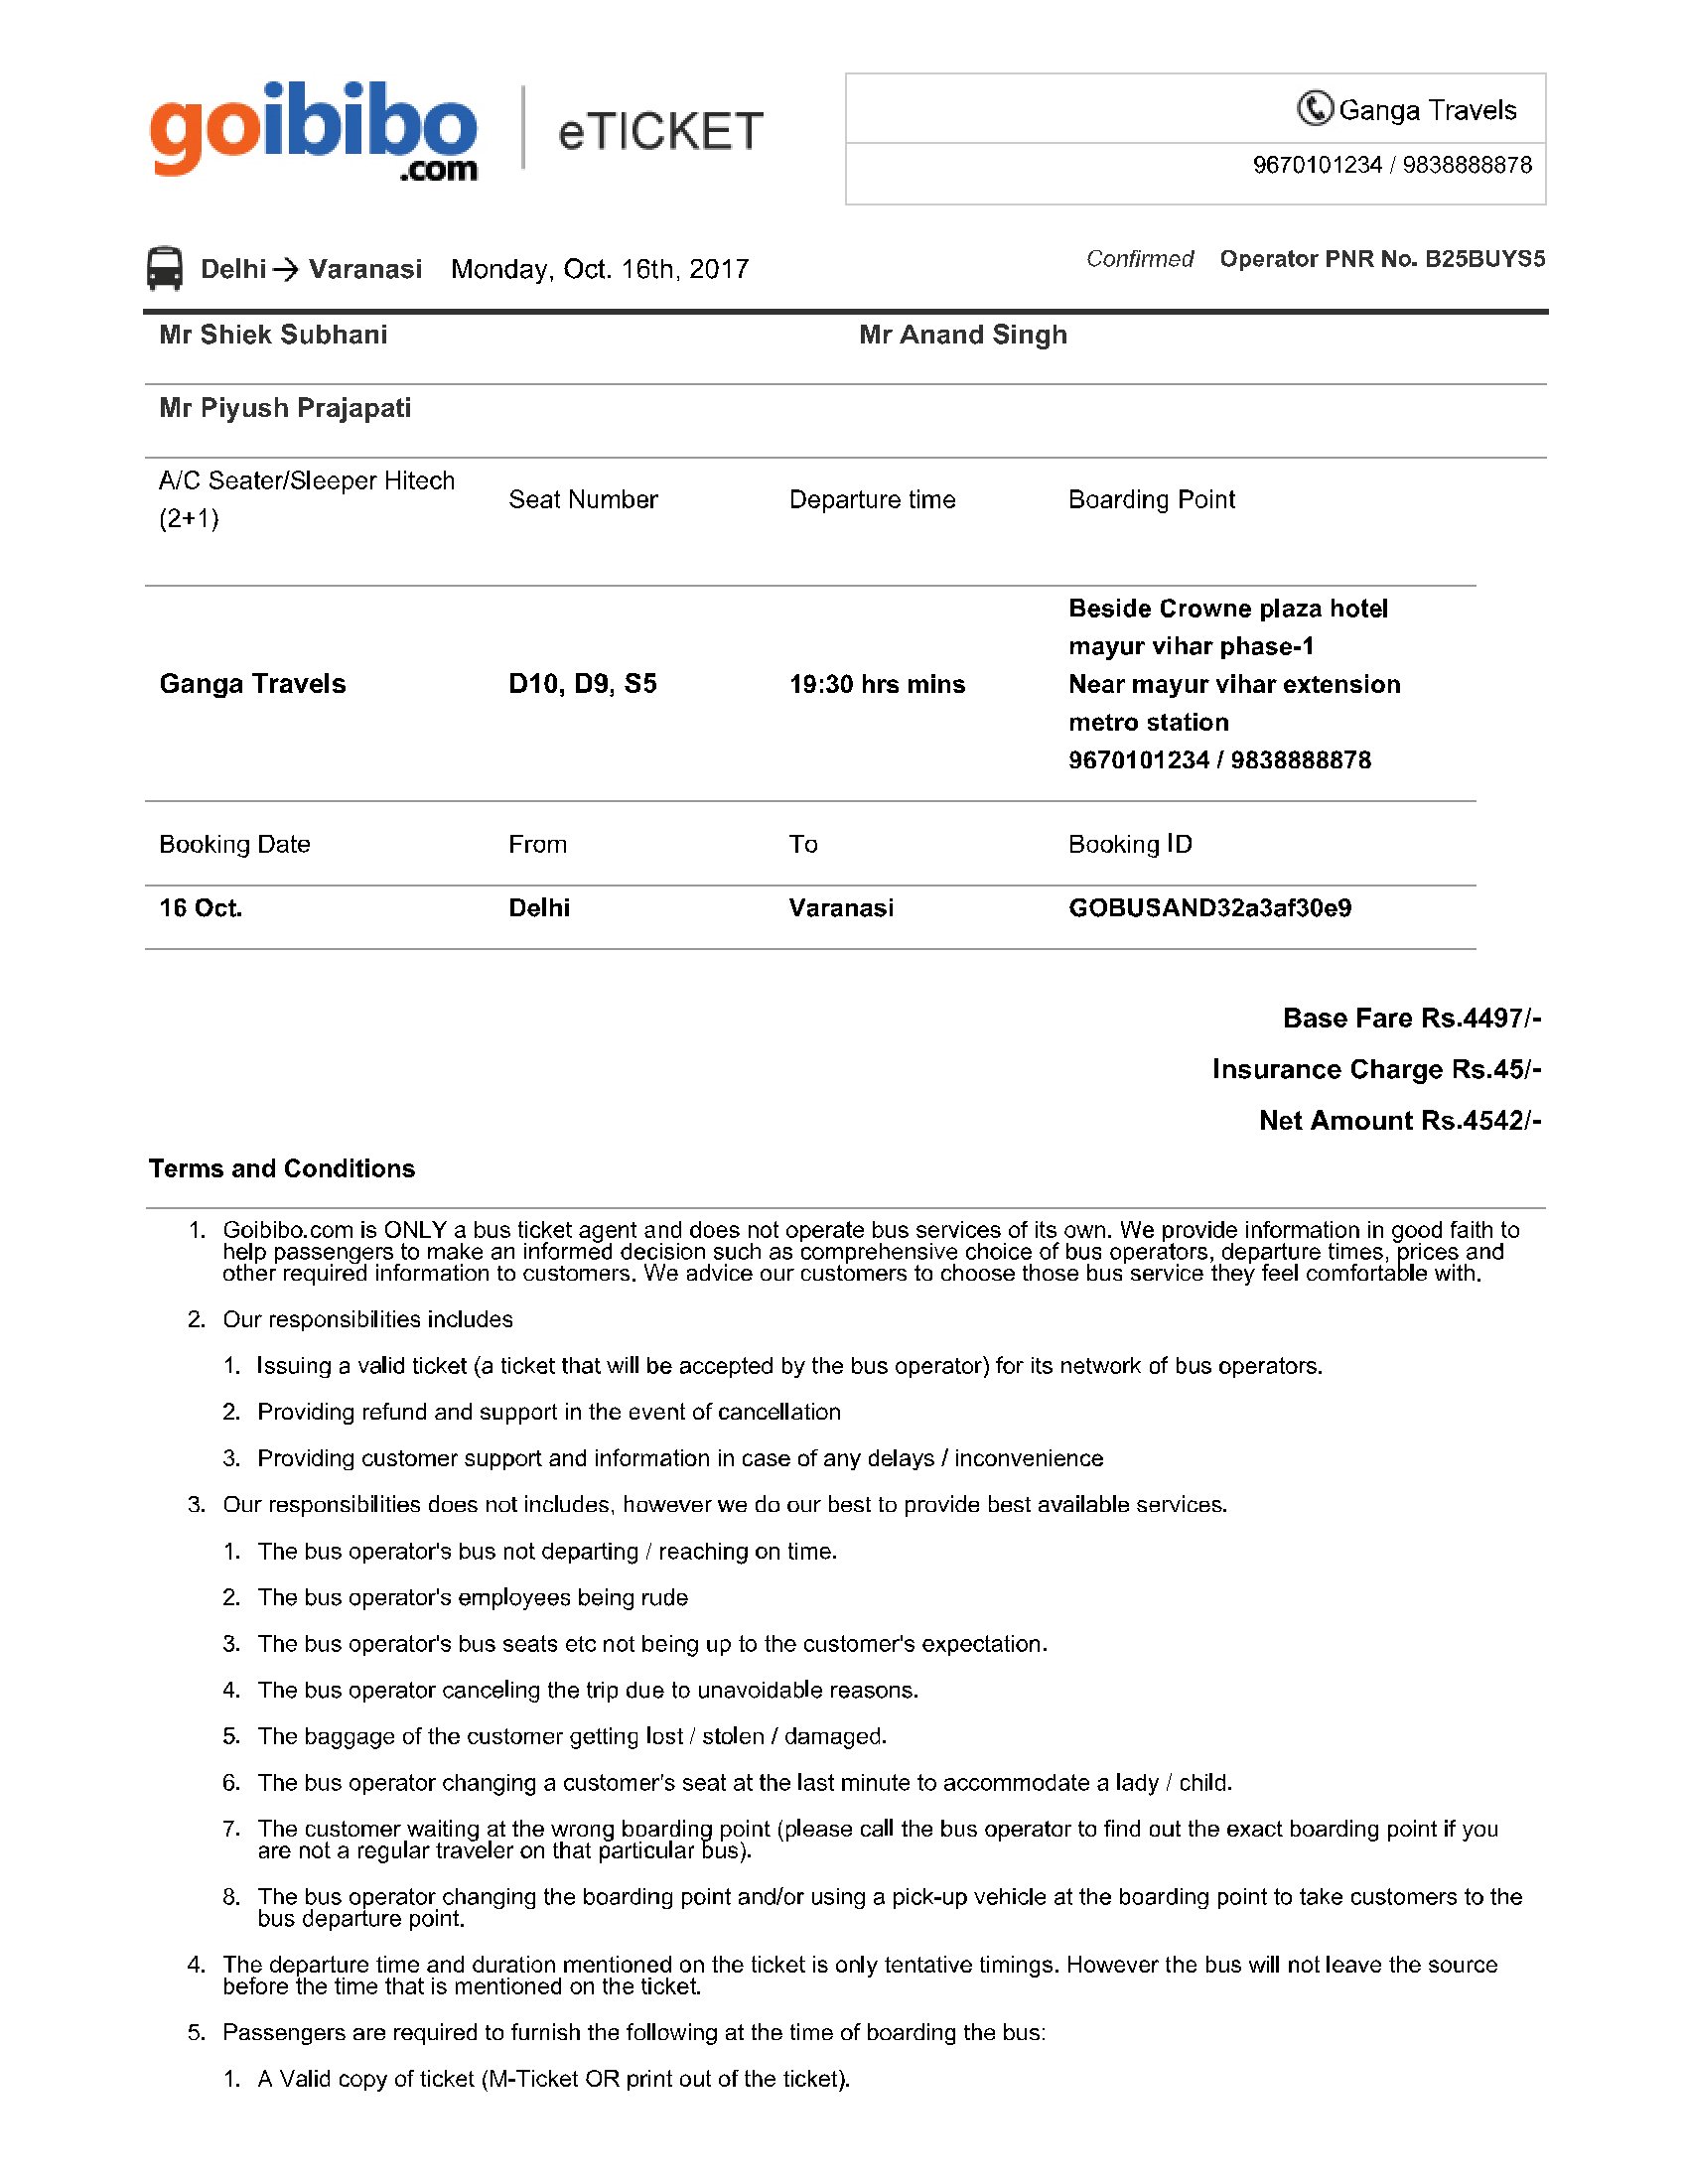 goibibo.com
eTICKET
Ganga Travels
9670101234 / 9838888878
Delhi → Varanasi Monday, Oct. 16th, 2017
Confirmed Operator PNR No. B25BUYS5
Mr Shiek Subhani Mr Anand Singh
Mr Piyush Prajapati
A/C Seater/Sleeper Hitech
(2+1)
Seat Number Departure time Boarding Point
Beside Crowne plaza hotel
mayur vihar phase-1
Ganga Travels D10, D9, S5 19:30 hrs mins Near mayur vihar extension
metro station
9670101234 / 9838888878
Booking Date From To Booking ID
16 Oct. Delhi Varanasi GOBUSAND32a3af30e9
Base Fare Rs.4497/-
Insurance Charge Rs.45/-
Net Amount Rs.4542/-
Terms and Conditions
1. Goibibo.com is ONLY a bus ticket agent and does not operate bus services of its own. We provide information in good faith to
help passengers to make an informed decision such as comprehensive choice of bus operators, departure times, prices and
other required information to customers. We advice our customers to choose those bus service they feel comfortable with.
2. Our responsibilities includes
1. Issuing a valid ticket (a ticket that will be accepted by the bus operator) for its network of bus operators.
2. Providing refund and support in the event of cancellation
3. Providing customer support and information in case of any delays / inconvenience
3. Our responsibilities does not includes, however we do our best to provide best available services.
1. The bus operator's bus not departing / reaching on time.
2. The bus operator's employees being rude
3. The bus operator's bus seats etc not being up to the customer's expectation.
4. The bus operator canceling the trip due to unavoidable reasons.
5. The baggage of the customer getting lost / stolen / damaged.
6. The bus operator changing a customer's seat at the last minute to accommodate a lady / child.
7. The customer waiting at the wrong boarding point (please call the bus operator to find out the exact boarding point if you
are not a regular traveler on that particular bus).
8. The bus operator changing the boarding point and/or using a pick-up vehicle at the boarding point to take customers to the
bus departure point.
4. The departure time and duration mentioned on the ticket is only tentative timings. However the bus will not leave the source
before the time that is mentioned on the ticket.
5. Passengers are required to furnish the following at the time of boarding the bus:
1. A Valid copy of ticket (M-Ticket OR print out of the ticket).